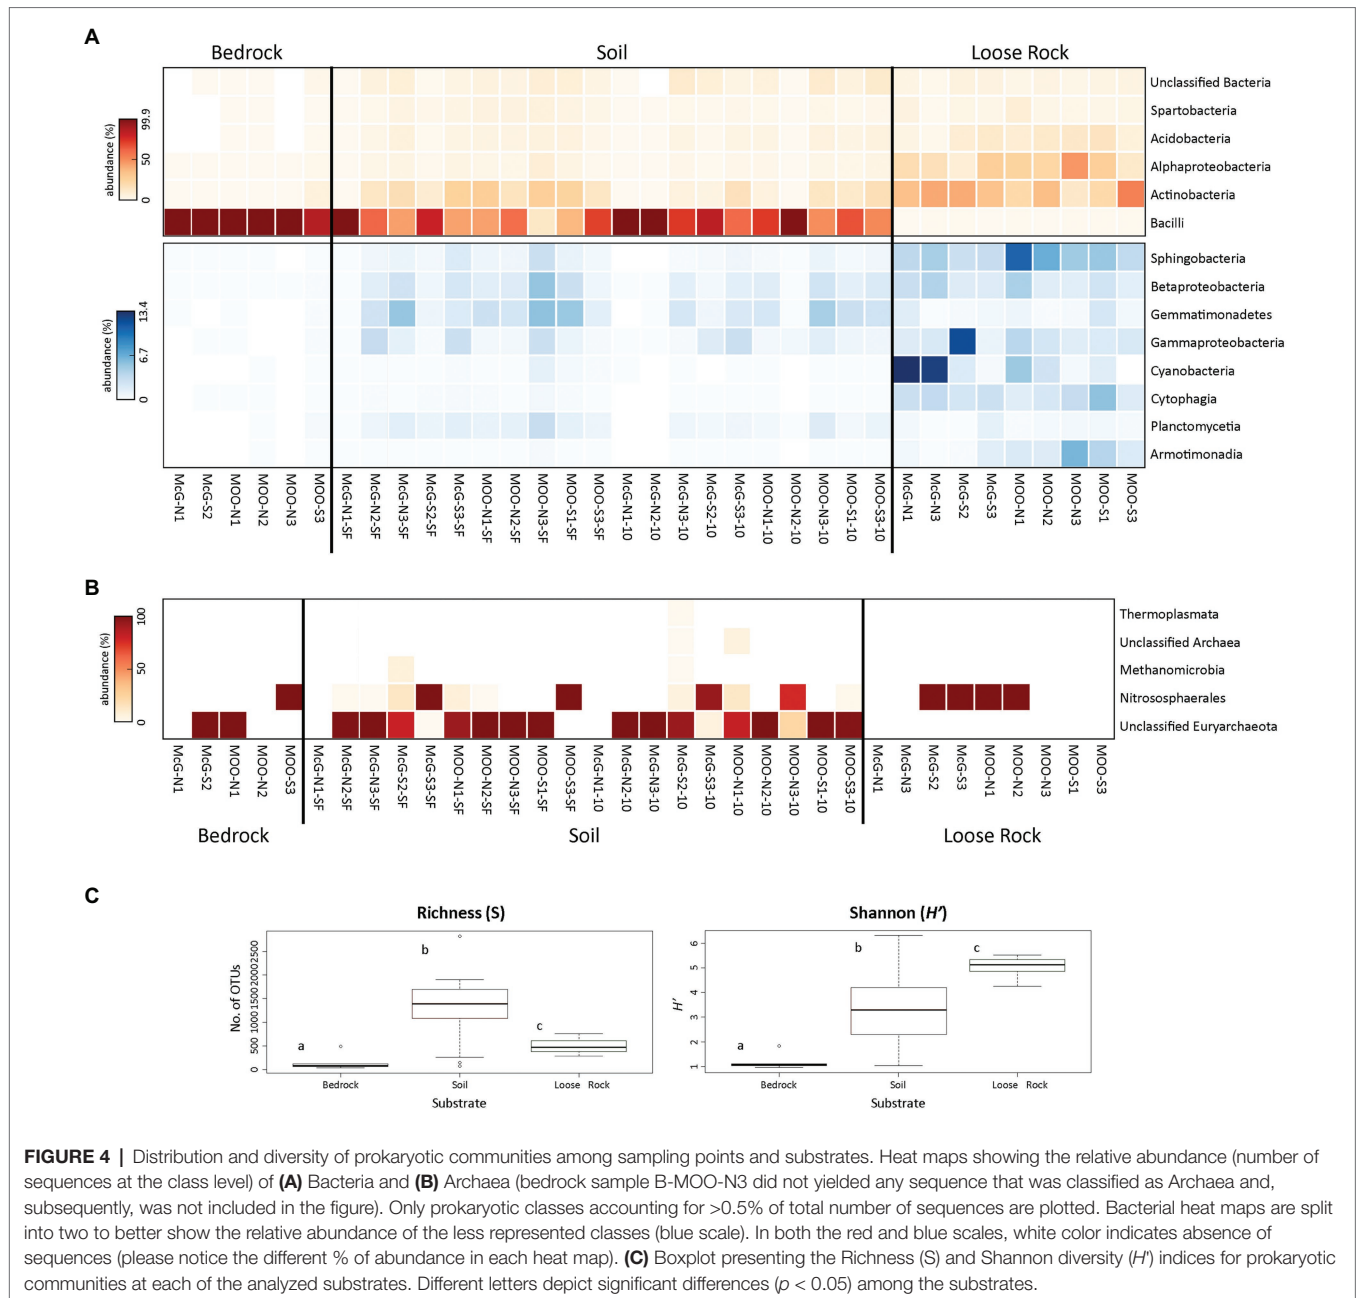 A
Bedrock
Soil
Loose Rock
abundance (%)
0
50
99.9
Unclassified Bacteria
Spartobacteria
Acidobacteria
Alphaproteobacteria
Actinobacteria
Bacilli
abundance (%)
0
6.7
13.4
Sphingobacteria
Betaproteobacteria
Gemmatimonadetes
Gammaproteobacteria
Cyanobacteria
Cytophagia
Planctomycetia
Armotimonadia
McG-N1
McG-S2
MOO-N1
MOO-N2
MOO-N3
MOO-S3
McG-N1-SF
McG-N2-SF
McG-N3-SF
McG-S2-SF
McG-S3-SF
MOO-N1-SF
MOO-N2-SF
MOO-N3-SF
MOO-S1-SF
MOO-S3-SF
McG-N1-10
McG-N2-10
McG-N3-10
McG-S2-10
McG-S3-10
MOO-N1-10
MOO-N2-10
MOO-N3-10
MOO-S1-10
MOO-S3-10
McG-N1
McG-N3
McG-S2
McG-S3
MOO-N1
MOO-N2
MOO-N3
MOO-S1
MOO-S3
B
abundance (%)
0
50
100
Thermoplasmata
Unclassified Archaea
Methanomicrobia
Nitrososphaerales
Unclassified Euryarchaeota
McG-N1
McG-S2
MOO-N1
MOO-N2
MOO-S3
McG-N1-SF
McG-N2-SF
McG-N3-SF
McG-S2-SF
McG-S3-SF
MOO-N1-SF
MOO-N2-SF
MOO-N3-SF
MOO-S1-SF
MOO-S3-SF
McG-N1-10
McG-N2-10
McG-N3-10
McG-S2-10
McG-S3-10
MOO-N1-10
MOO-N2-10
MOO-N3-10
MOO-S1-10
MOO-S3-10
McG-N1
McG-N3
McG-S2
McG-S3
MOO-N1
MOO-N2
MOO-N3
MOO-S1
MOO-S3
Bedrock
Soil
Loose Rock
C
Richness (S)
No. of OTUs
0
500
1000
1500
2000
2500
a
b
c
Bedrock
Soil
Loose Rock
Substrate
Shannon (H')
H'
1
2
3
4
5
6
a
b
c
Bedrock
Soil
Loose Rock
Substrate
FIGURE 4 | Distribution and diversity of prokaryotic communities among sampling points and substrates. Heat maps showing the relative abundance (number of
sequences at the class level) of (A) Bacteria and (B) Archaea (bedrock sample B-MOO-N3 did not yielded any sequence that was classified as Archaea and,
subsequently, was not included in the figure). Only prokaryotic classes accounting for >0.5% of total number of sequences are plotted. Bacterial heat maps are split
into two to better show the relative abundance of the less represented classes (blue scale). In both the red and blue scales, white color indicates absence of
sequences (please notice the different % of abundance in each heat map). (C) Boxplot presenting the Richness (S) and Shannon diversity (H') indices for prokaryotic
communities at each of the analyzed substrates. Different letters depict significant differences (p < 0.05) among the substrates.